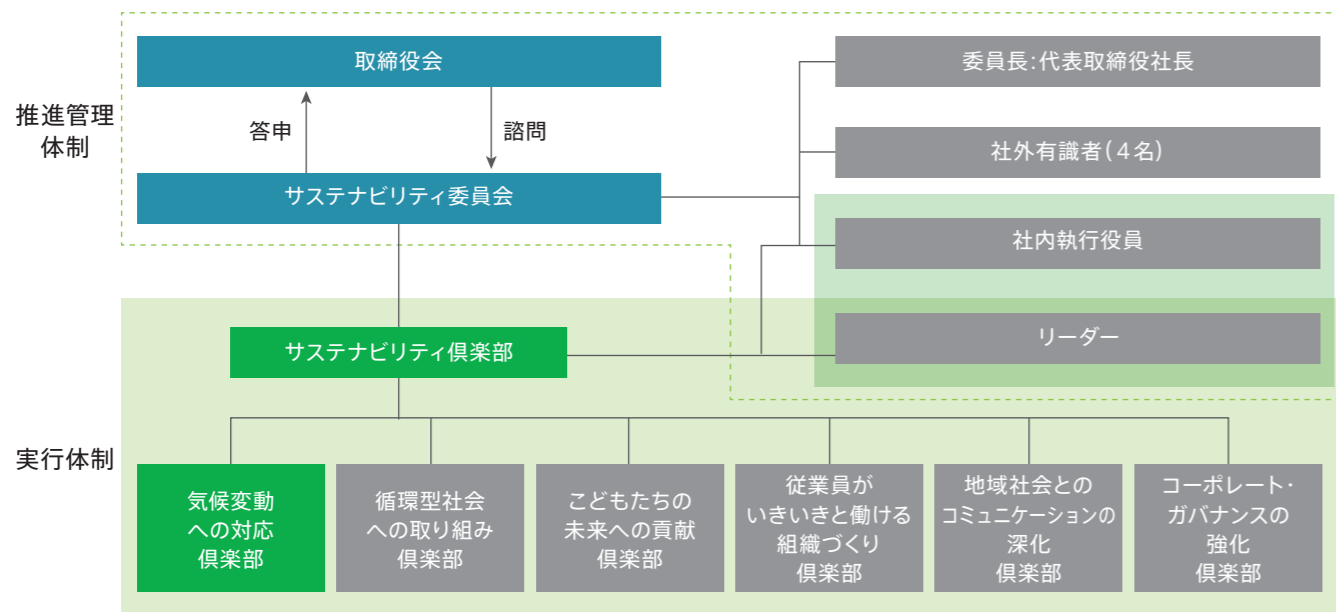 推進管理
体制
取締役会
答申
諮問
サステナビリティ委員会
委員長:代表取締役社長
社外有識者(4名)
社内執行役員
リーダー
サステナビリティ倶楽部
実行体制
気候変動
への対応
倶楽部
循環型社会
への取り組み
倶楽部
こどもたちの
未来への貢献
倶楽部
従業員が
いきいきと働ける
組織づくり
倶楽部
地域社会との
コミュニケーションの
深化
倶楽部
コーポレート・
ガバナンスの
強化
倶楽部